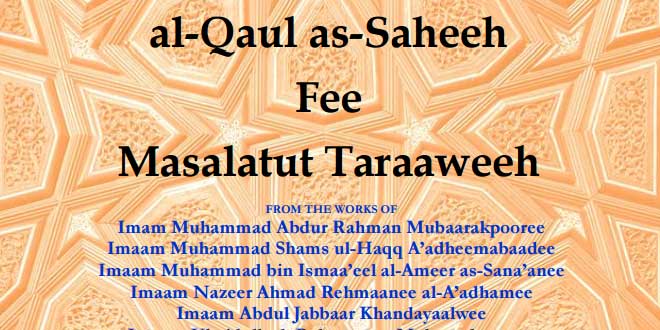 al-Qaul as-Saheeh
Fee
Masalatut Taraaweeh
FROM THE WORKS OF
Imam Muhammad Abdur Rahman Mubaarakpooree
Imaam Muhammad Shams ul-Haqq A’adheemabaadee
Imaam Muhammad bin Ismaa’eel al-Ameer as-Sana’anee
Imaam Nazeer Ahmad Rehmaanee al-A’adhamee
Imaam Abdul Jabbaar Khandayaalwee